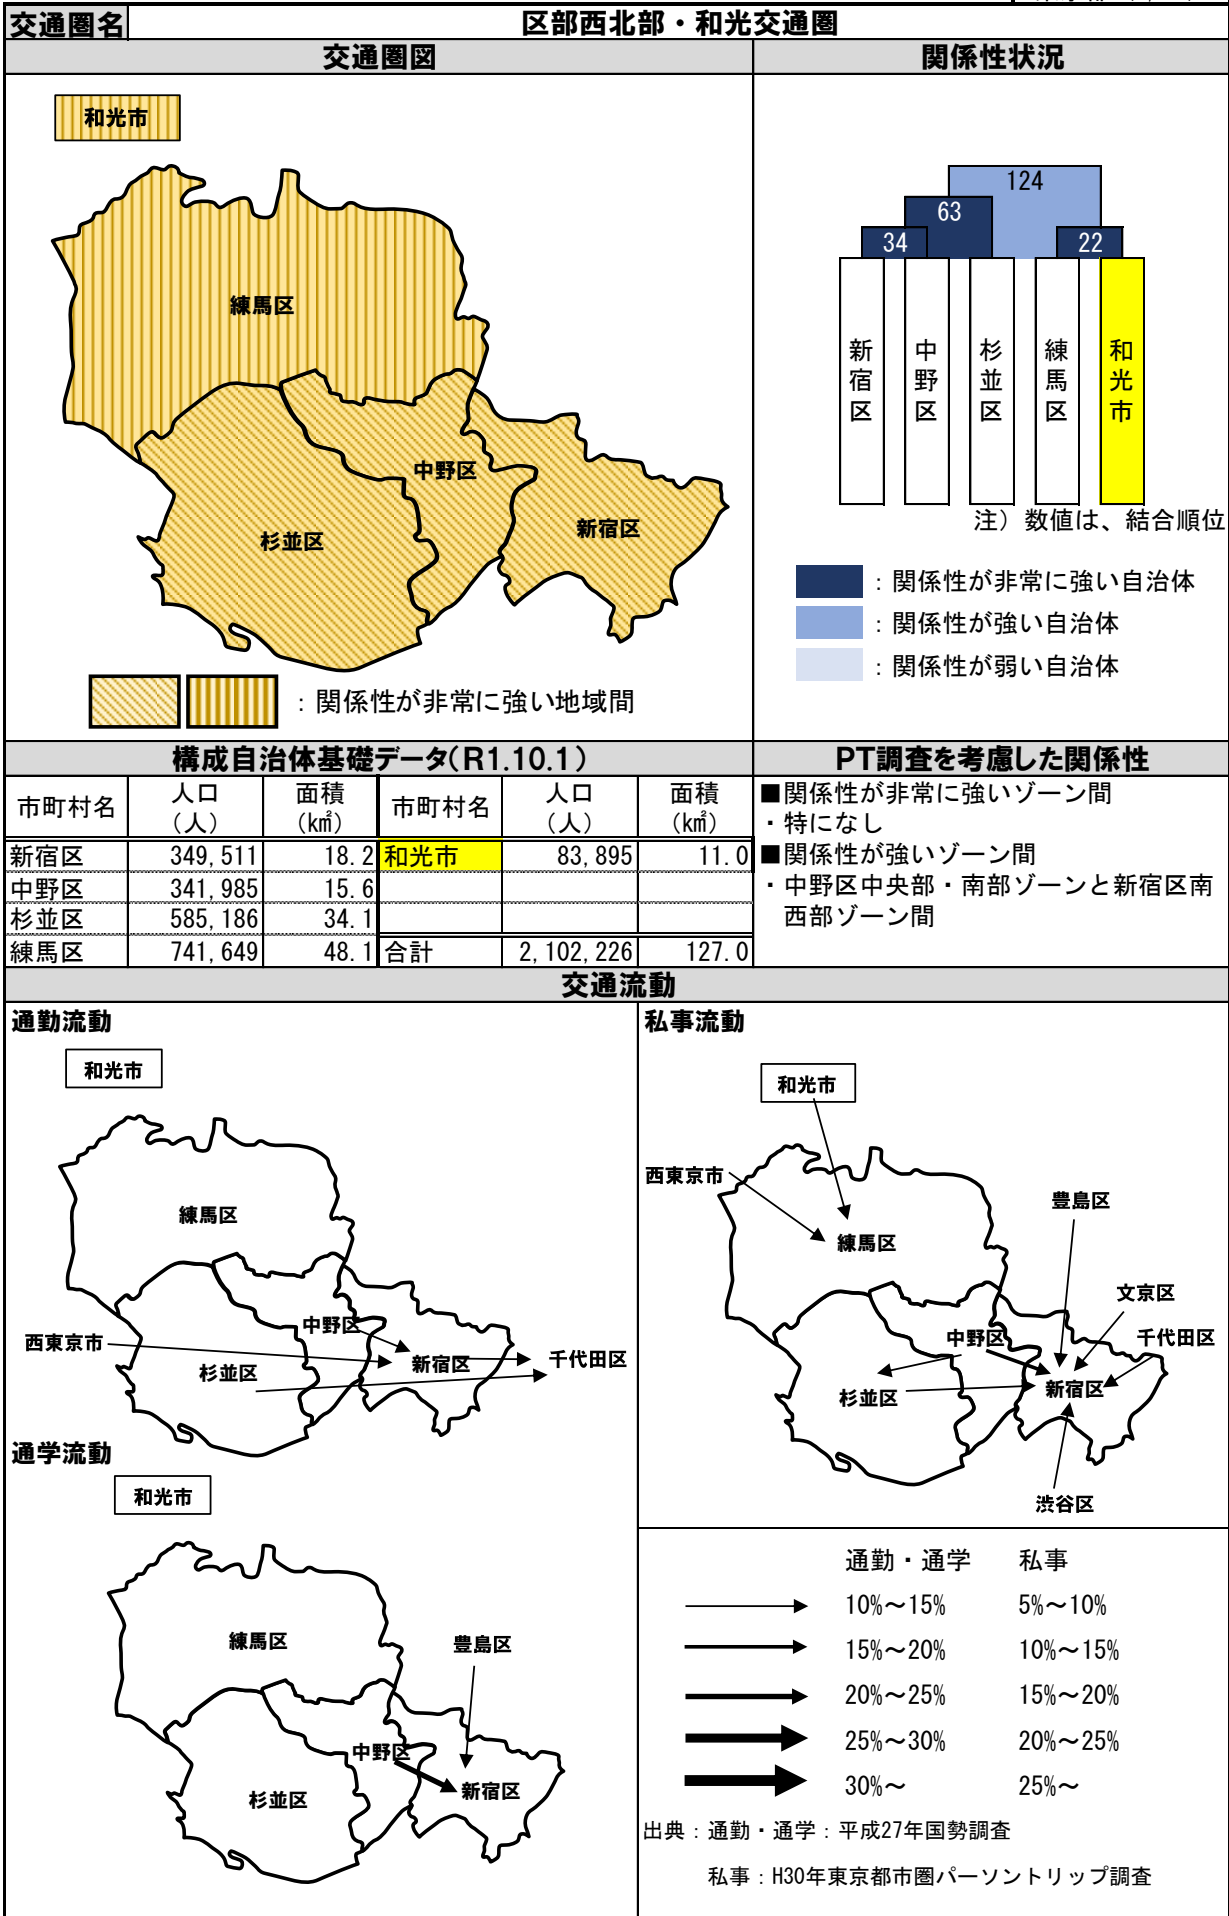 交通圏名
区部西北部・和光交通圏
交通圏図
関係性状況
和光市
練馬区
中野区
杉並区
新宿区
：関係性が非常に強い地域間
124
63
34
22
新宿区
中野区
杉並区
練馬区
和光市
注）数値は、結合順位
：関係性が非常に強い自治体
：関係性が強い自治体
：関係性が弱い自治体
構成自治体基礎データ(R1.10.1)
市町村名 人口（人） 面積（k㎡） 市町村名 人口（人） 面積（k㎡）
新宿区 349,511 18.2 和光市 83,895 11.0
中野区 341,985 15.6
杉並区 585,186 34.1
練馬区 741,649 48.1 合計 2,102,226 127.0
PT調査を考慮した関係性
■関係性が非常に強いゾーン間
・特になし
■関係性が強いゾーン間
・中野区中央部・南部ゾーンと新宿区南
西部ゾーン間
交通流動
通勤流動
和光市
練馬区
中野区
西東京市
杉並区
新宿区
千代田区
通学流動
和光市
練馬区
豊島区
中野区
杉並区
新宿区
私事流動
和光市
西東京市
練馬区
豊島区
文京区
中野区
千代田区
杉並区
新宿区
渋谷区
通勤・通学 私事
10%～15% 5%～10%
15%～20% 10%～15%
20%～25% 15%～20%
25%～30% 20%～25%
30%～ 25%～
出典：通勤・通学：平成27年国勢調査
私事：H30年東京都市圏パーソントリップ調査